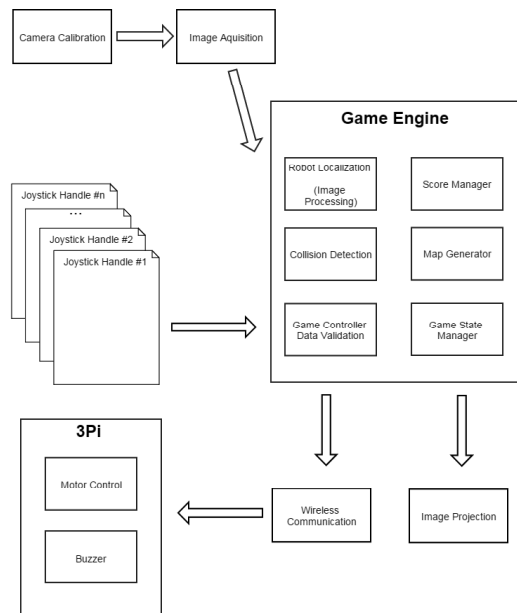 Camera Calibration
Image Aquisition
Game Engine
Robot Localization
(Image
Processing)
Score Manager
Joystick Handle #n
...
Joystick Handle #2
Joystick Handle #1
Collision Detection
Map Generator
Game Controller
Data Validation
Game State
Manager
3Pi
Motor Control
Buzzer
Wireless
Communication
Image Projection